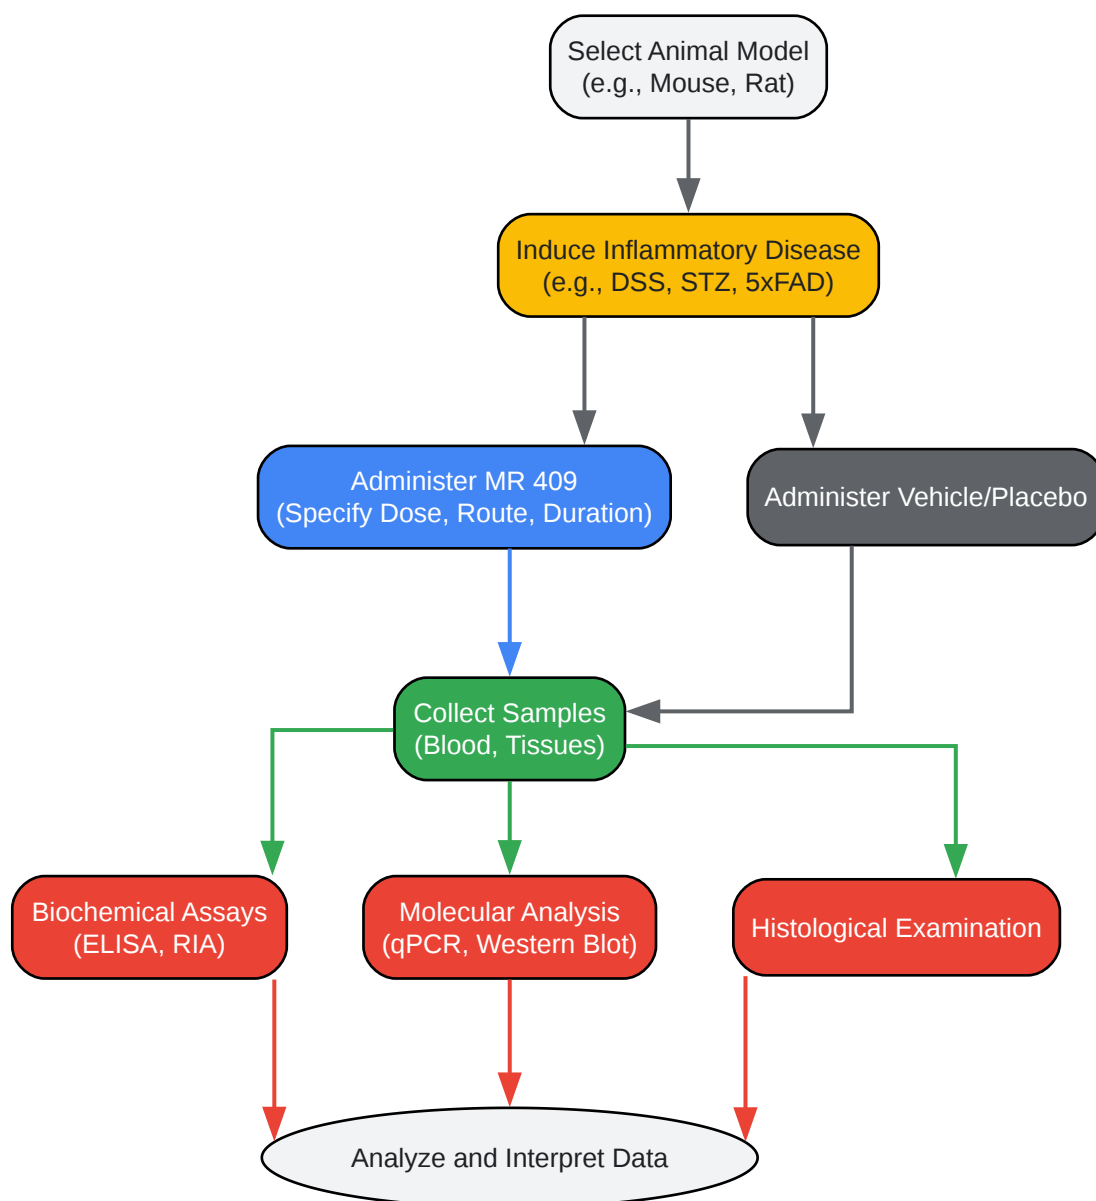 Select Animal Model
(e.g., Mouse, Rat)
Induce Inflammatory Disease
(e.g., DSS, STZ, 5xFAD)
Administer MR 409
(Specify Dose, Route, Duration)
Administer Vehicle/Placebo
Collect Samples
(Blood, Tissues)
Biochemical Assays
(ELISA, RIA)
Molecular Analysis
(qPCR, Western Blot)
Histological Examination
Analyze and Interpret Data